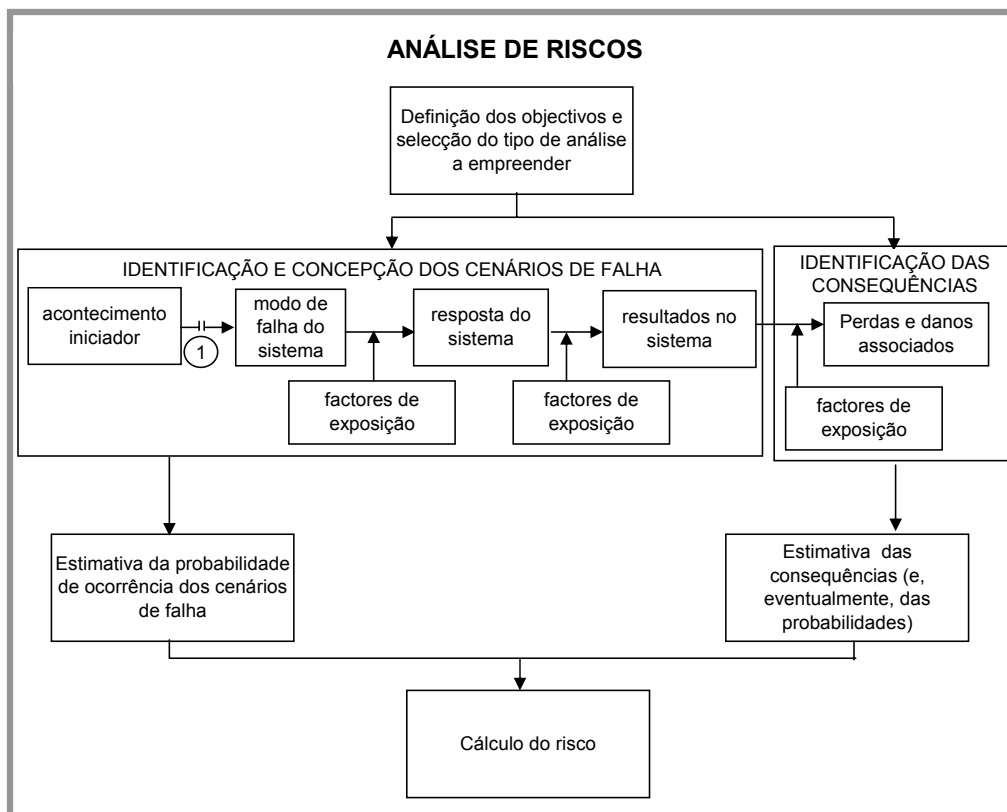 ANÁLISE DE RISCOS
Definição dos objectivos e
selecção do tipo de análise
a empreender
IDENTIFICAÇÃO E CONCEPÇÃO DOS CENÁRIOS DE FALHA
acontecimento
iniciador
1
modo de
falha do
sistema
factores de
exposição
resposta do
sistema
factores de
exposição
resultados no
sistema
IDENTIFICAÇÃO DAS
CONSEQUÊNCIAS
Perdas e danos
associados
factores de
exposição
Estimativa da probabilidade
de ocorrência dos cenários
de falha
Estimativa das
consequências (e,
eventualmente, das
probabilidades)
Cálculo do risco